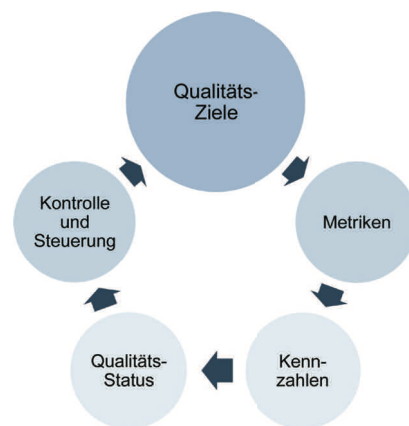 Qualitäts-
Ziele
Metriken
Kenn-
zahlen
Qualitäts-
Status
Kontrolle
und
Steuerung